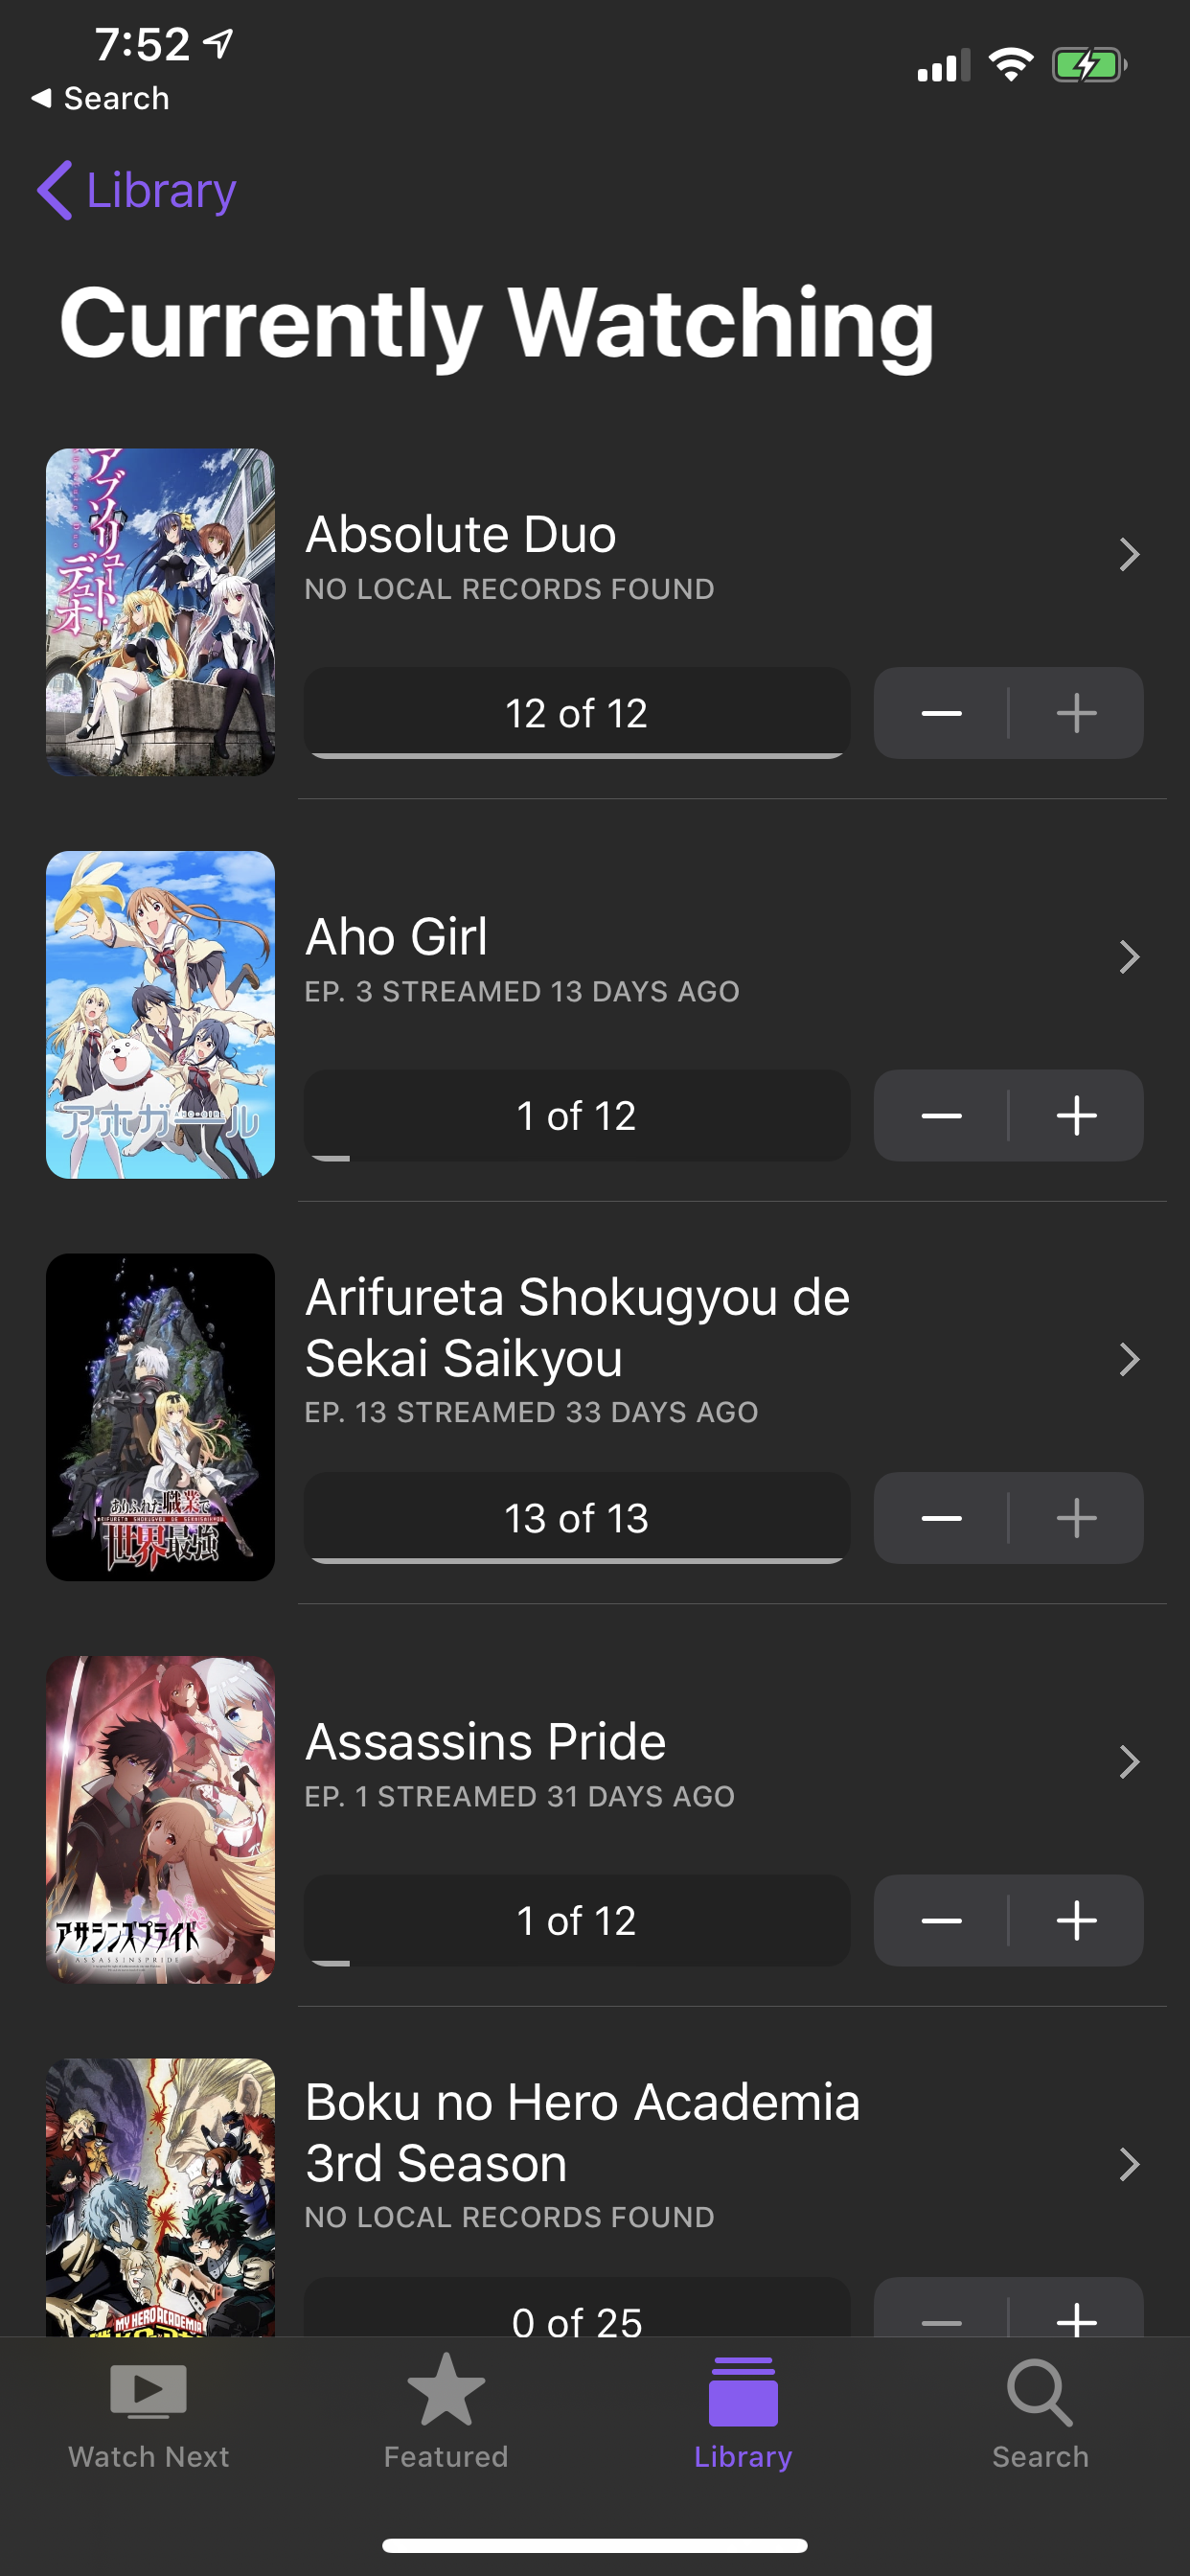 7:52
Search
Library
Currently Watching
アブソリュート・デュオ
Absolute Duo
NO LOCAL RECORDS FOUND
12 of 12
アホガール
Aho Girl
EP. 3 STREAMED 13 DAYS AGO
1 of 12
ありふれた職業で
ARIFURETA SHOKUGYOU DE SEKAISAIKYOU
世界最強
Arifureta Shokugyou de
Sekai Saikyou
EP. 13 STREAMED 33 DAYS AGO
13 of 13
アサシンズプライド
ASSASSINSPRIDE
Assassins Pride
EP. 1 STREAMED 31 DAYS AGO
1 of 12
MY HERO ACADEMIA
Boku no Hero Academia
3rd Season
NO LOCAL RECORDS FOUND
0 of 25
Watch Next
Featured
Library
Search